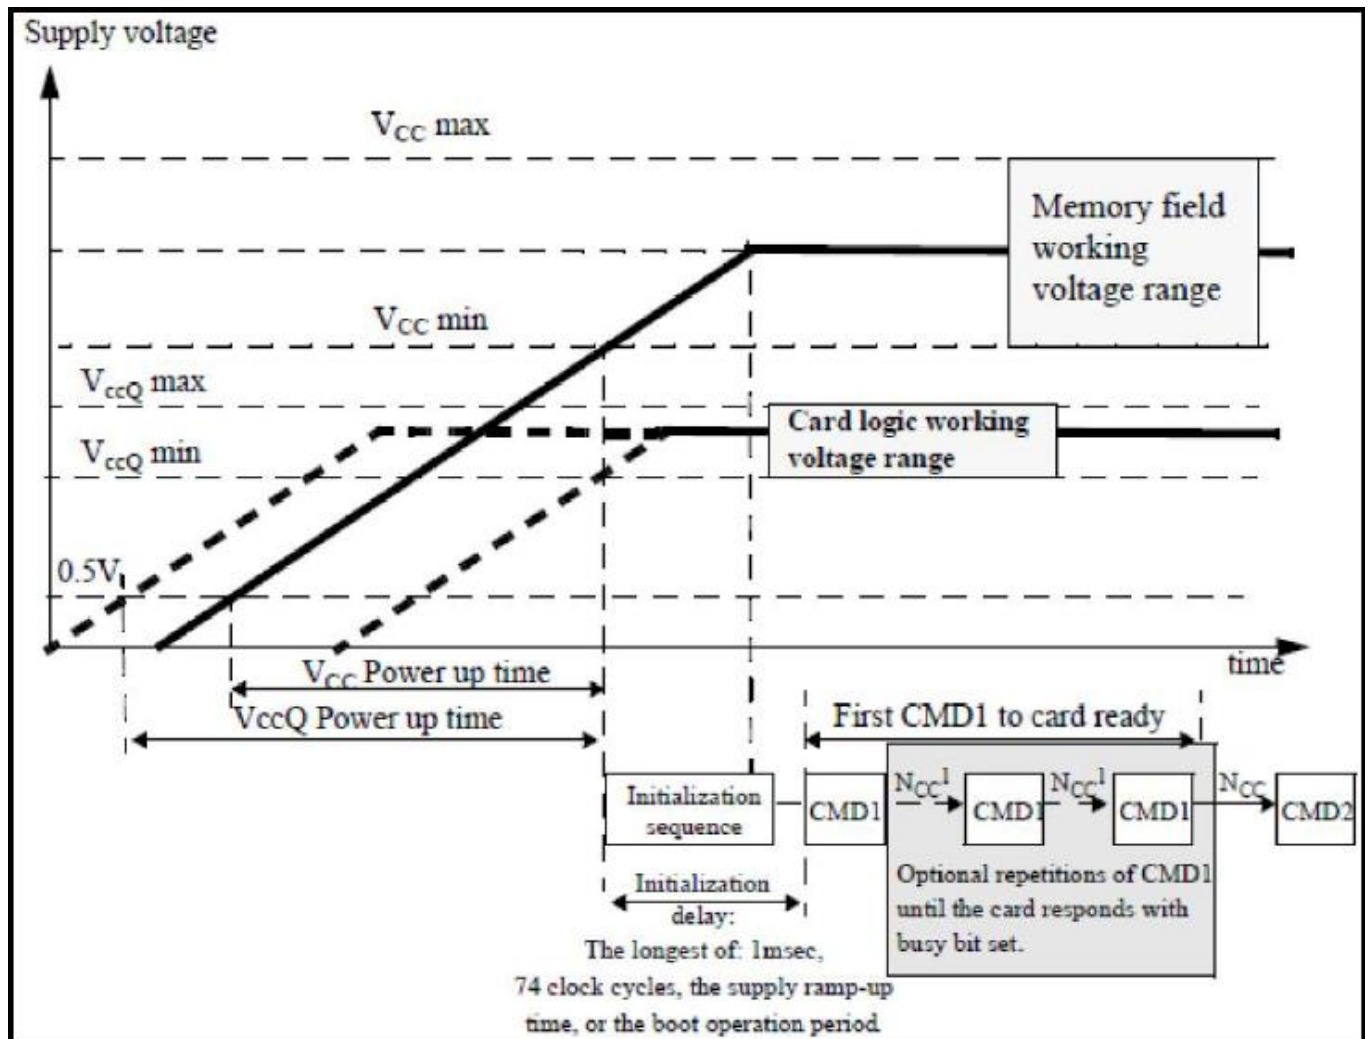 Supply voltage
VCC max
Memory field
working
voltage range
VCC min
VccQ max
Card logic working
voltage range
VccQ min
0.5V
time
VCC Power up time
VccQ Power up time
First CMD1 to card ready
Initialization
sequence
CMD1
NCC1
CMD1
NCC1
CMD1
NCC
CMD2
Initialization
delay:
The longest of: 1msec,
74 clock cycles, the supply ramp-up
time, or the boot operation period
Optional repetitions of CMD1
until the card responds with
busy bit set.